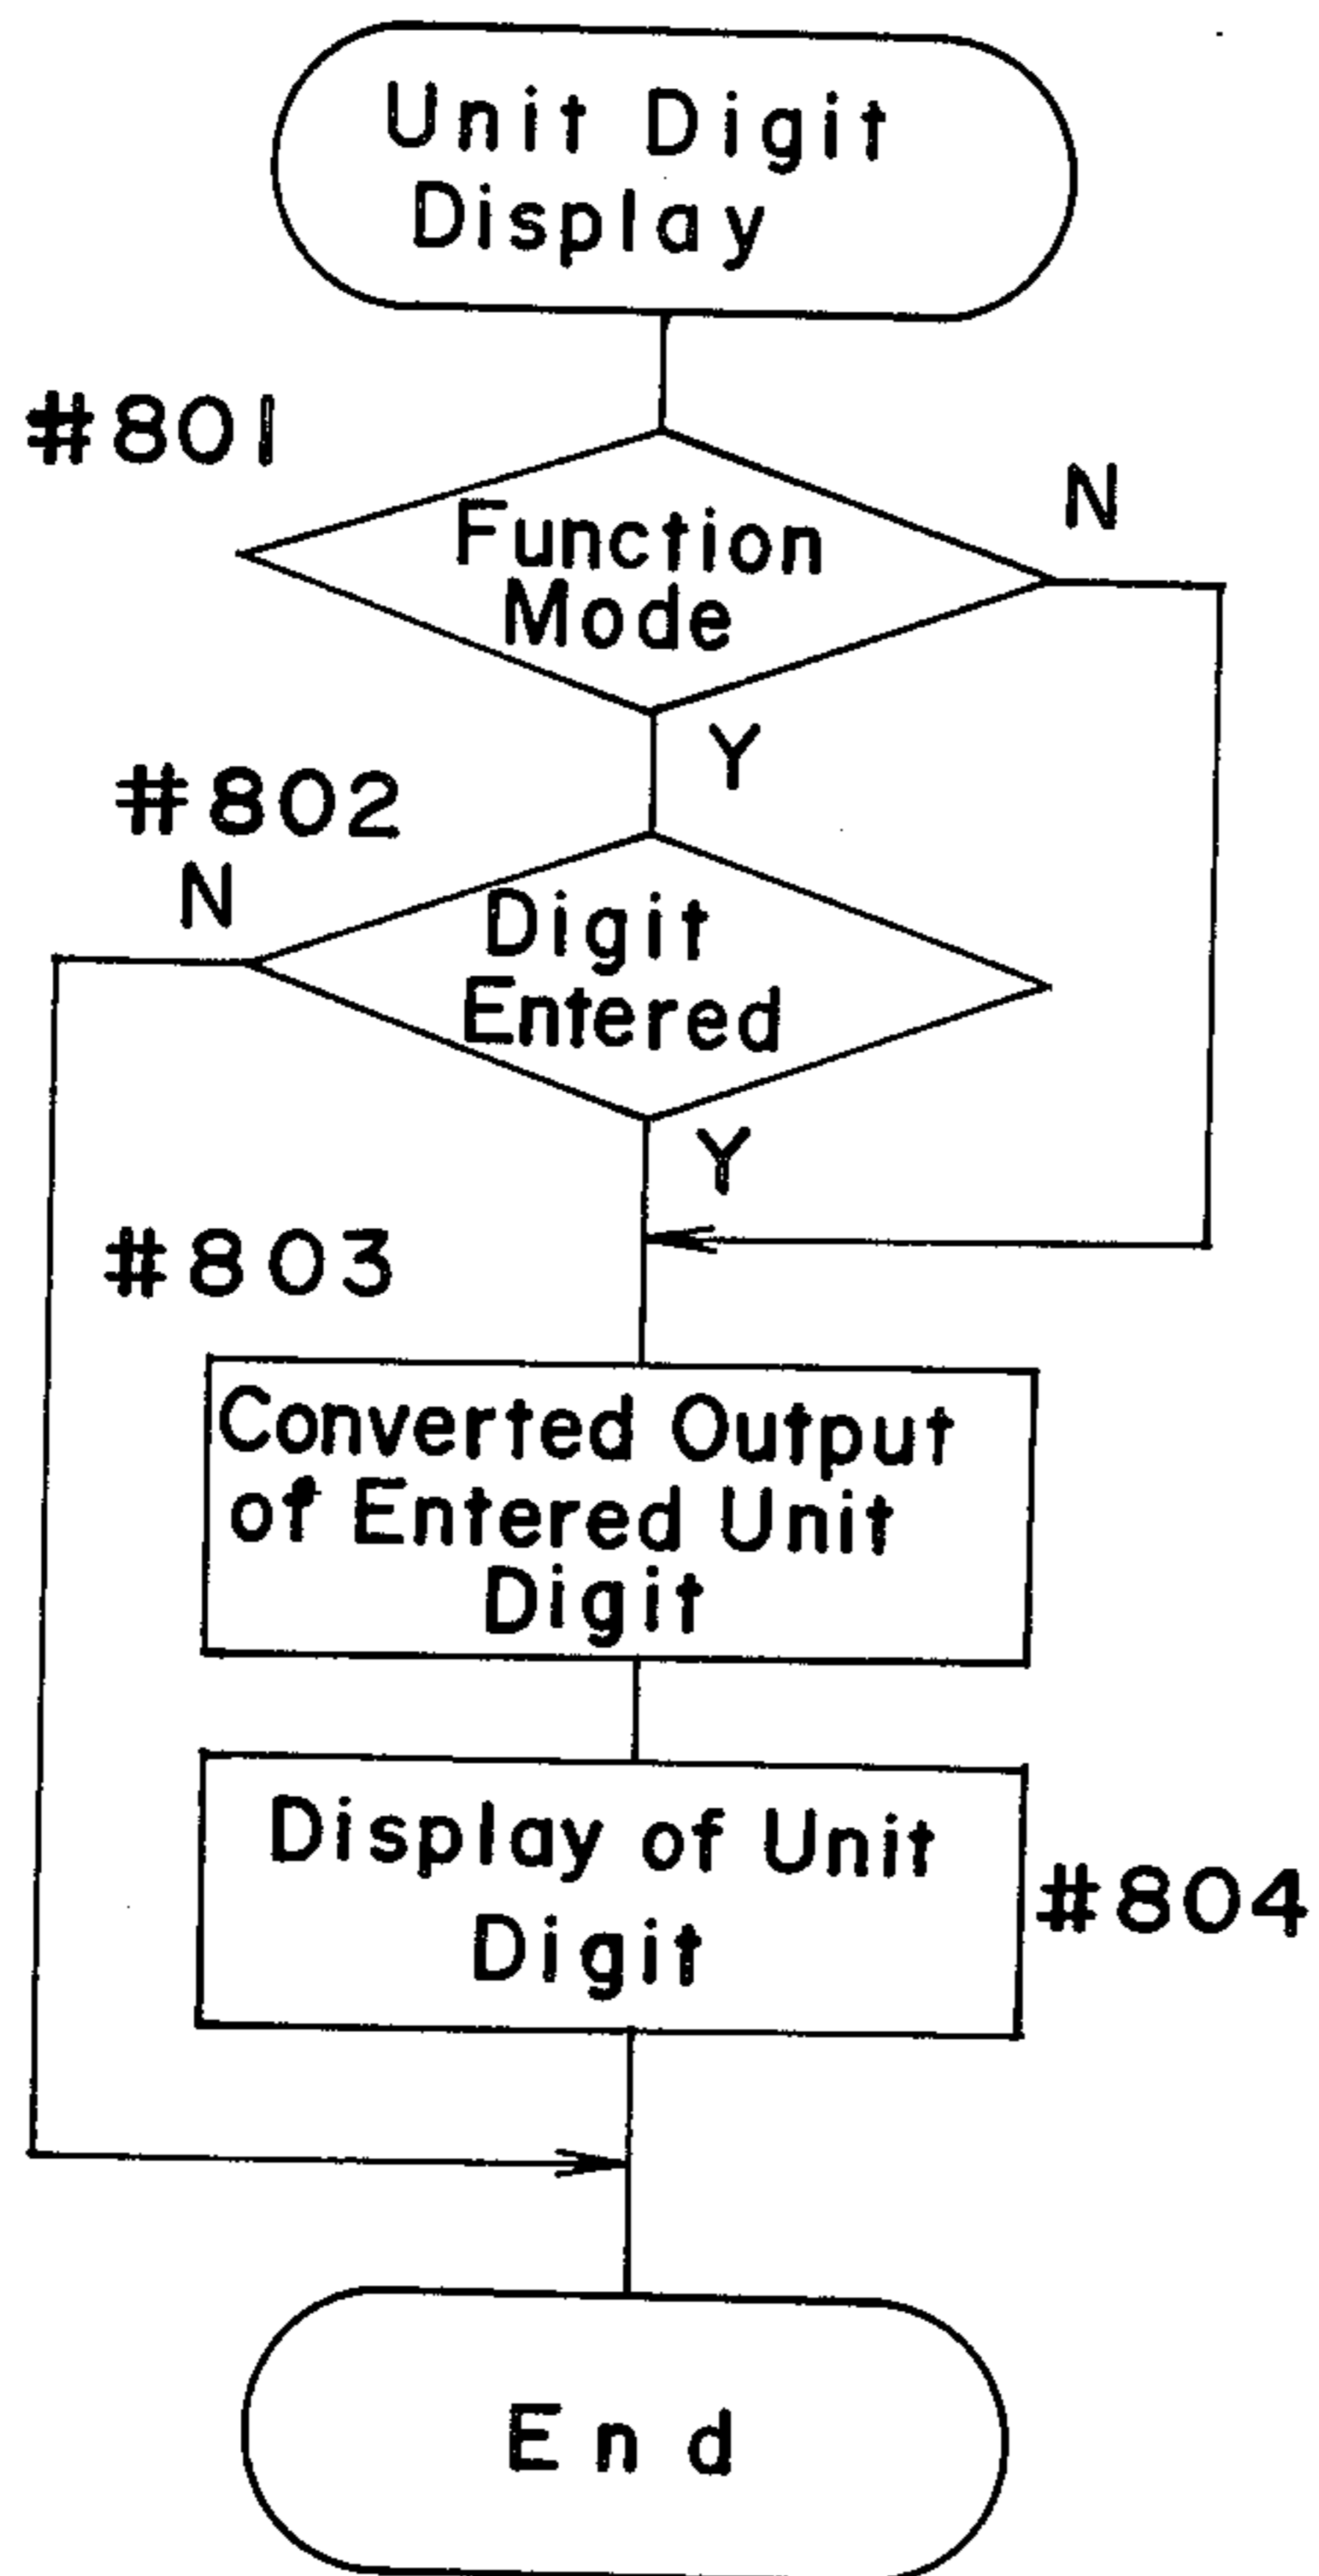 Unit Digit
Display
#801
N
Function
Mode
Y
#802
N
Digit
Entered
Y
#803
Converted Output
of Entered Unit
Digit
Display of Unit
Digit
#804
End